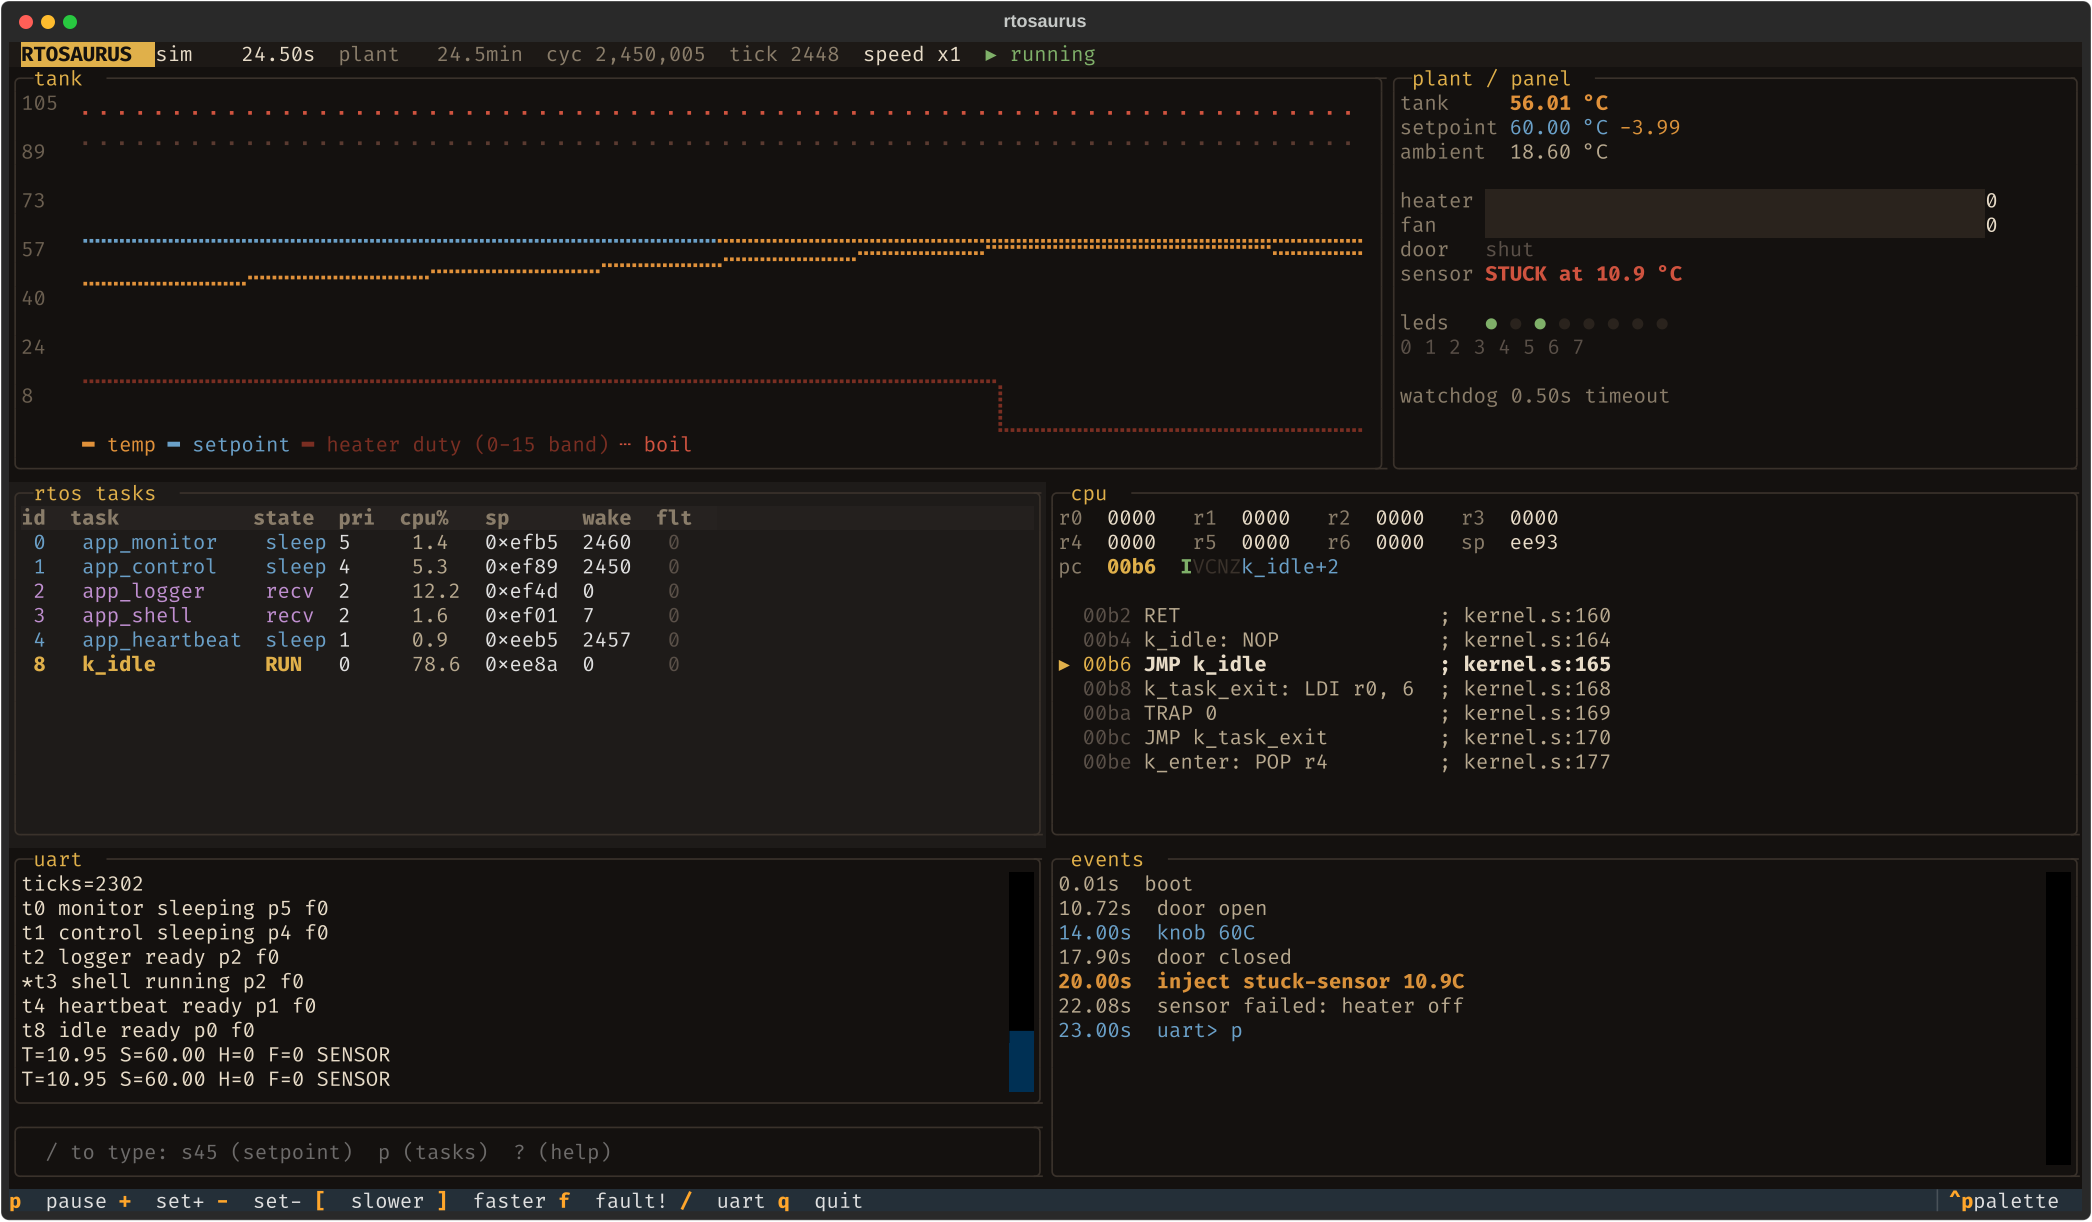 rtosaurus
RTOSAURUS sim 24.50s plant 24.5min cyc 2,450,005 tick 2448 speed x1 ▶ running
tank
105
89
73
57
40
24
8
temp setpoint heater duty (0-15 band) boil
plant / panel
tank 56.01 °C
setpoint 60.00 °C -3.99
ambient 18.60 °C
heater 0
fan 0
door shut
sensor STUCK at 10.9 °C
leds ● ● ● ● ● ● ● ●
0 1 2 3 4 5 6 7
watchdog 0.50s timeout
rtos tasks
id task state pri cpu% sp wake flt
0 app_monitor sleep 5 1.4 0×efb5 2460 0
1 app_control sleep 4 5.3 0×ef89 2450 0
2 app_logger recv 2 12.2 0×ef4d 0 0
3 app_shell recv 2 1.6 0×ef01 7 0
4 app_heartbeat sleep 1 0.9 0×eeb5 2457 0
8 k_idle RUN 0 78.6 0×ee8a 0 0
cpu
r0 0000 r1 0000 r2 0000 r3 0000
r4 0000 r5 0000 r6 0000 sp ee93
pc 00b6 IVCNZk_idle+2
00b2 RET ; kernel.s:160
00b4 k_idle: NOP ; kernel.s:164
▶ 00b6 JMP k_idle ; kernel.s:165
00b8 k_task_exit: LDI r0, 6 ; kernel.s:168
00ba TRAP 0 ; kernel.s:169
00bc JMP k_task_exit ; kernel.s:170
00be k_enter: POP r4 ; kernel.s:177
uart
ticks=2302
t0 monitor sleeping p5 f0
t1 control sleeping p4 f0
t2 logger ready p2 f0
*t3 shell running p2 f0
t4 heartbeat ready p1 f0
t8 idle ready p0 f0
T=10.95 S=60.00 H=0 F=0 SENSOR
T=10.95 S=60.00 H=0 F=0 SENSOR
/ to type: s45 (setpoint) p (tasks) ? (help)
events
0.01s boot
10.72s door open
14.00s knob 60C
17.90s door closed
20.00s inject stuck-sensor 10.9C
22.08s sensor failed: heater off
23.00s uart> p
p pause + set+ - set- [ slower ] faster f fault! / uart q quit ^ppalette